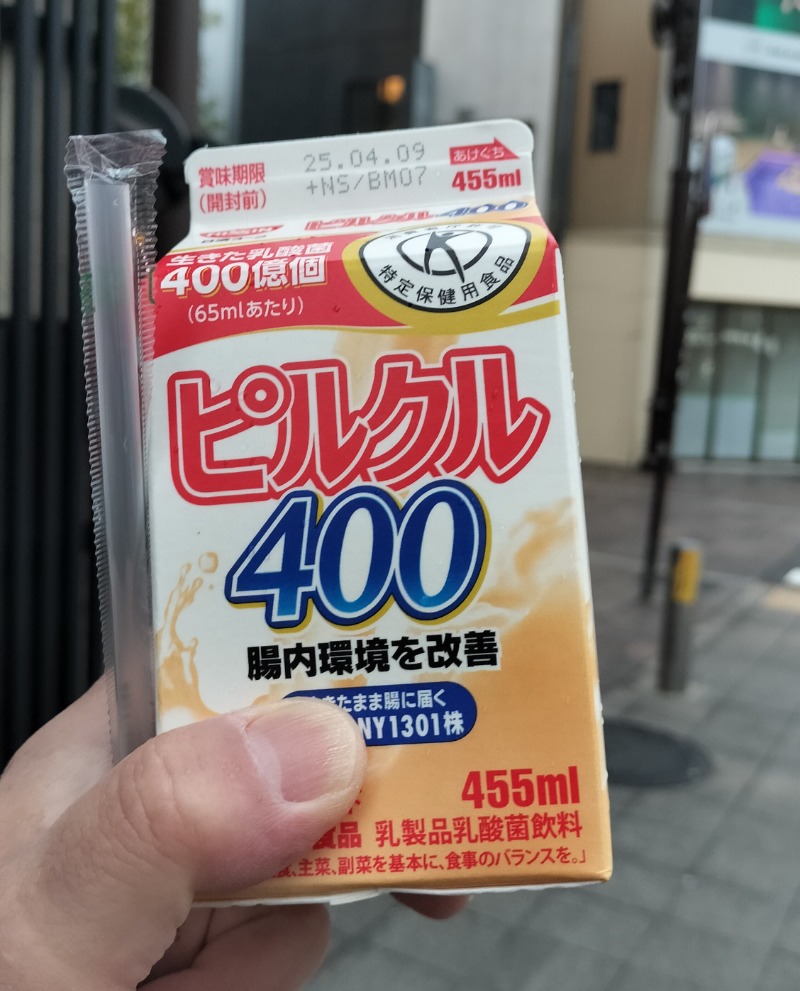 賞味期限
(開封前)
25.04.09
+NS/BM07
あけぐち
455ml
ピルクル400
生きた乳酸菌
400億個
(65mlあたり)
特定保健用食品
ピルクル
400
腸内環境を改善
きたまま腸に届く
NY1301株
455ml
食品 乳製品乳酸菌飲料
主菜、副菜を基本に、食事のバランスを。」